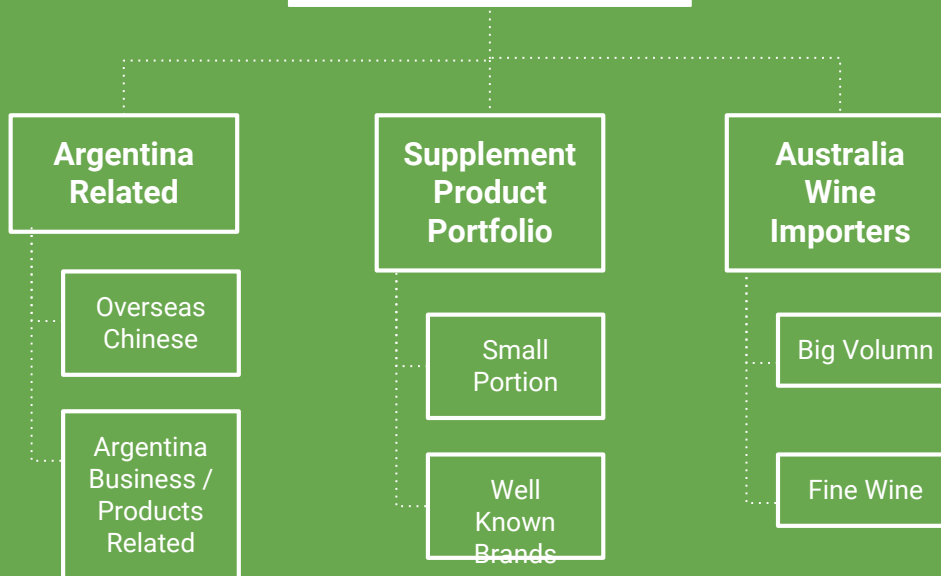 Argentina
Related
Overseas
Chinese
Argentina
Business /
Products
Related
Supplement
Product
Portfolio
Small
Portion
Well
Known
Brands
Australia
Wine
Importers
Big Volumn
Fine Wine